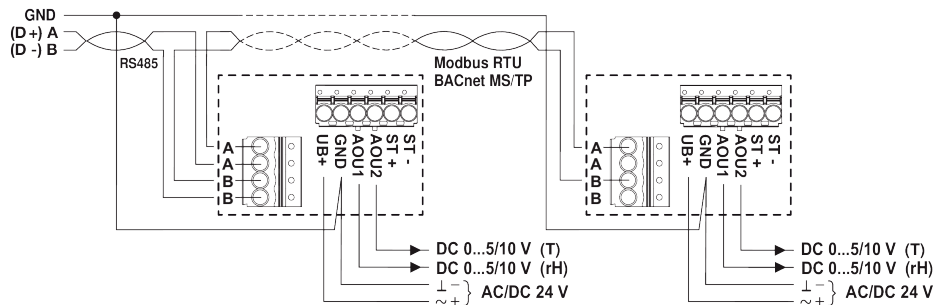 GND
(D+) A
(D -) B
RS485
Modbus RTU
BACnet MS/TP
UB+
GND
AOU1
AOU2
ST +
ST -
A
A
B
B
UB+
GND
AOU1
AOU2
ST +
ST -
A
A
B
B
DC 0...5/10 V (T)
DC 0...5/10 V (rH)
⊥ −
~ +
AC/DC 24 V
DC 0...5/10 V (T)
DC 0...5/10 V (rH)
⊥ −
~ +
AC/DC 24 V